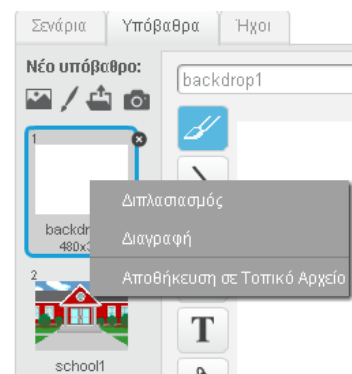 Σενάρια Υπόβαθρα Ήχοι
Νέο υπόβαθρο:
backdrop1
1
Διπλασιασμός
Διαγραφή
Αποθήκευση σε Τοπικό Αρχείο
2
T
school1